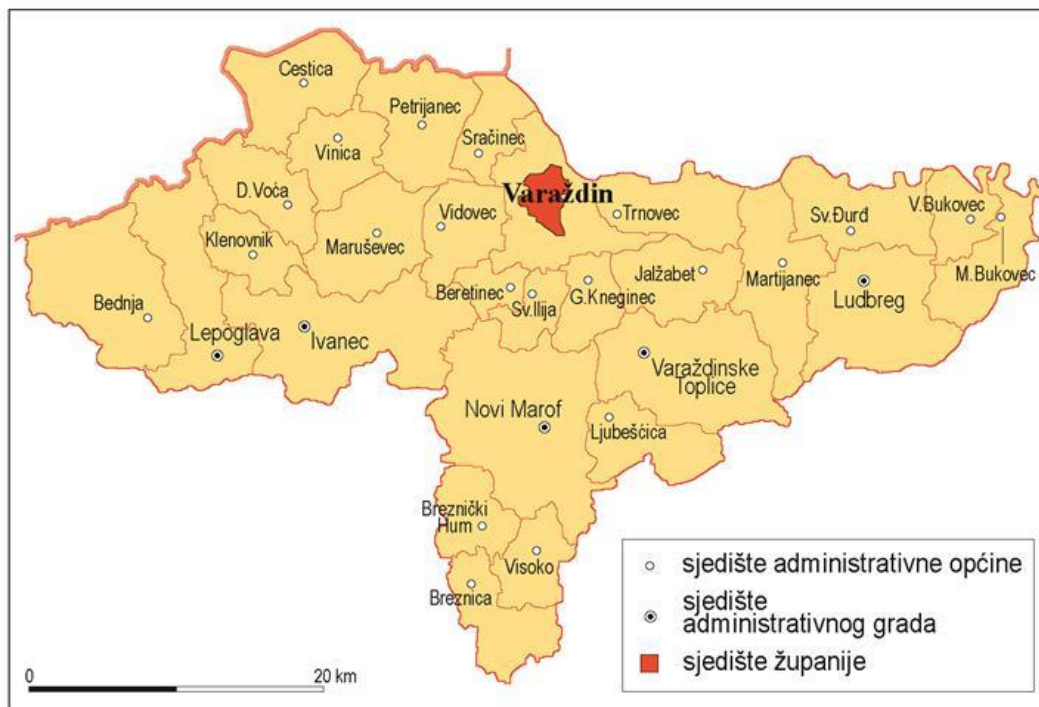 Cestica
Petrijanec
Sračinec
Vinica
Varaždin
D.Voća
Vidovec
Trnovec
Sv.Đurđ
V.Bukovec
Klenovnik
Maruševec
Jalžabet
Martijanec
M.Bukovec
Beretinec
Sv.Ilija
G.Kneginec
Ludbreg
Bednja
Lepoglava
Ivanec
Varaždinske
Toplice
Novi Marof
Ljubešćica
Breznički
Hum
Visoko
Breznica
sjedište administrativne općine
sjedište
administrativnog grada
sjedište županije
0 20 km